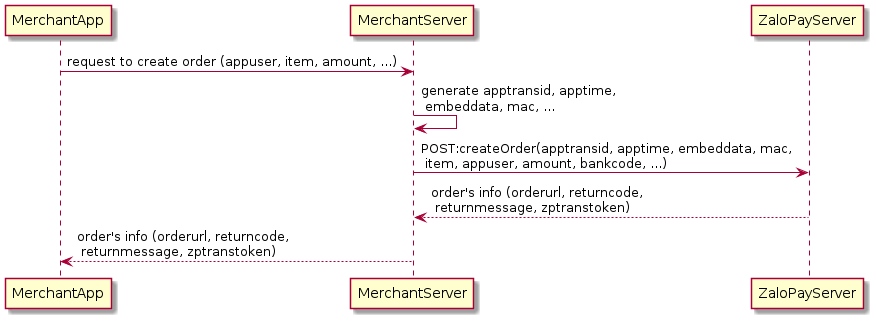 MerchantApp
MerchantServer
ZaloPayServer
request to create order (appuser, item, amount, ...)
generate apptransid, apptime,
embeddata, mac, ...
POST:createOrder(apptransid, apptime, embeddata, mac,
item, appuser, amount, bankcode, ...)
order's info (orderurl, returncode,
returnmessage, zptranstoken)
order's info (orderurl, returncode,
returnmessage, zptranstoken)
MerchantApp
MerchantServer
ZaloPayServer